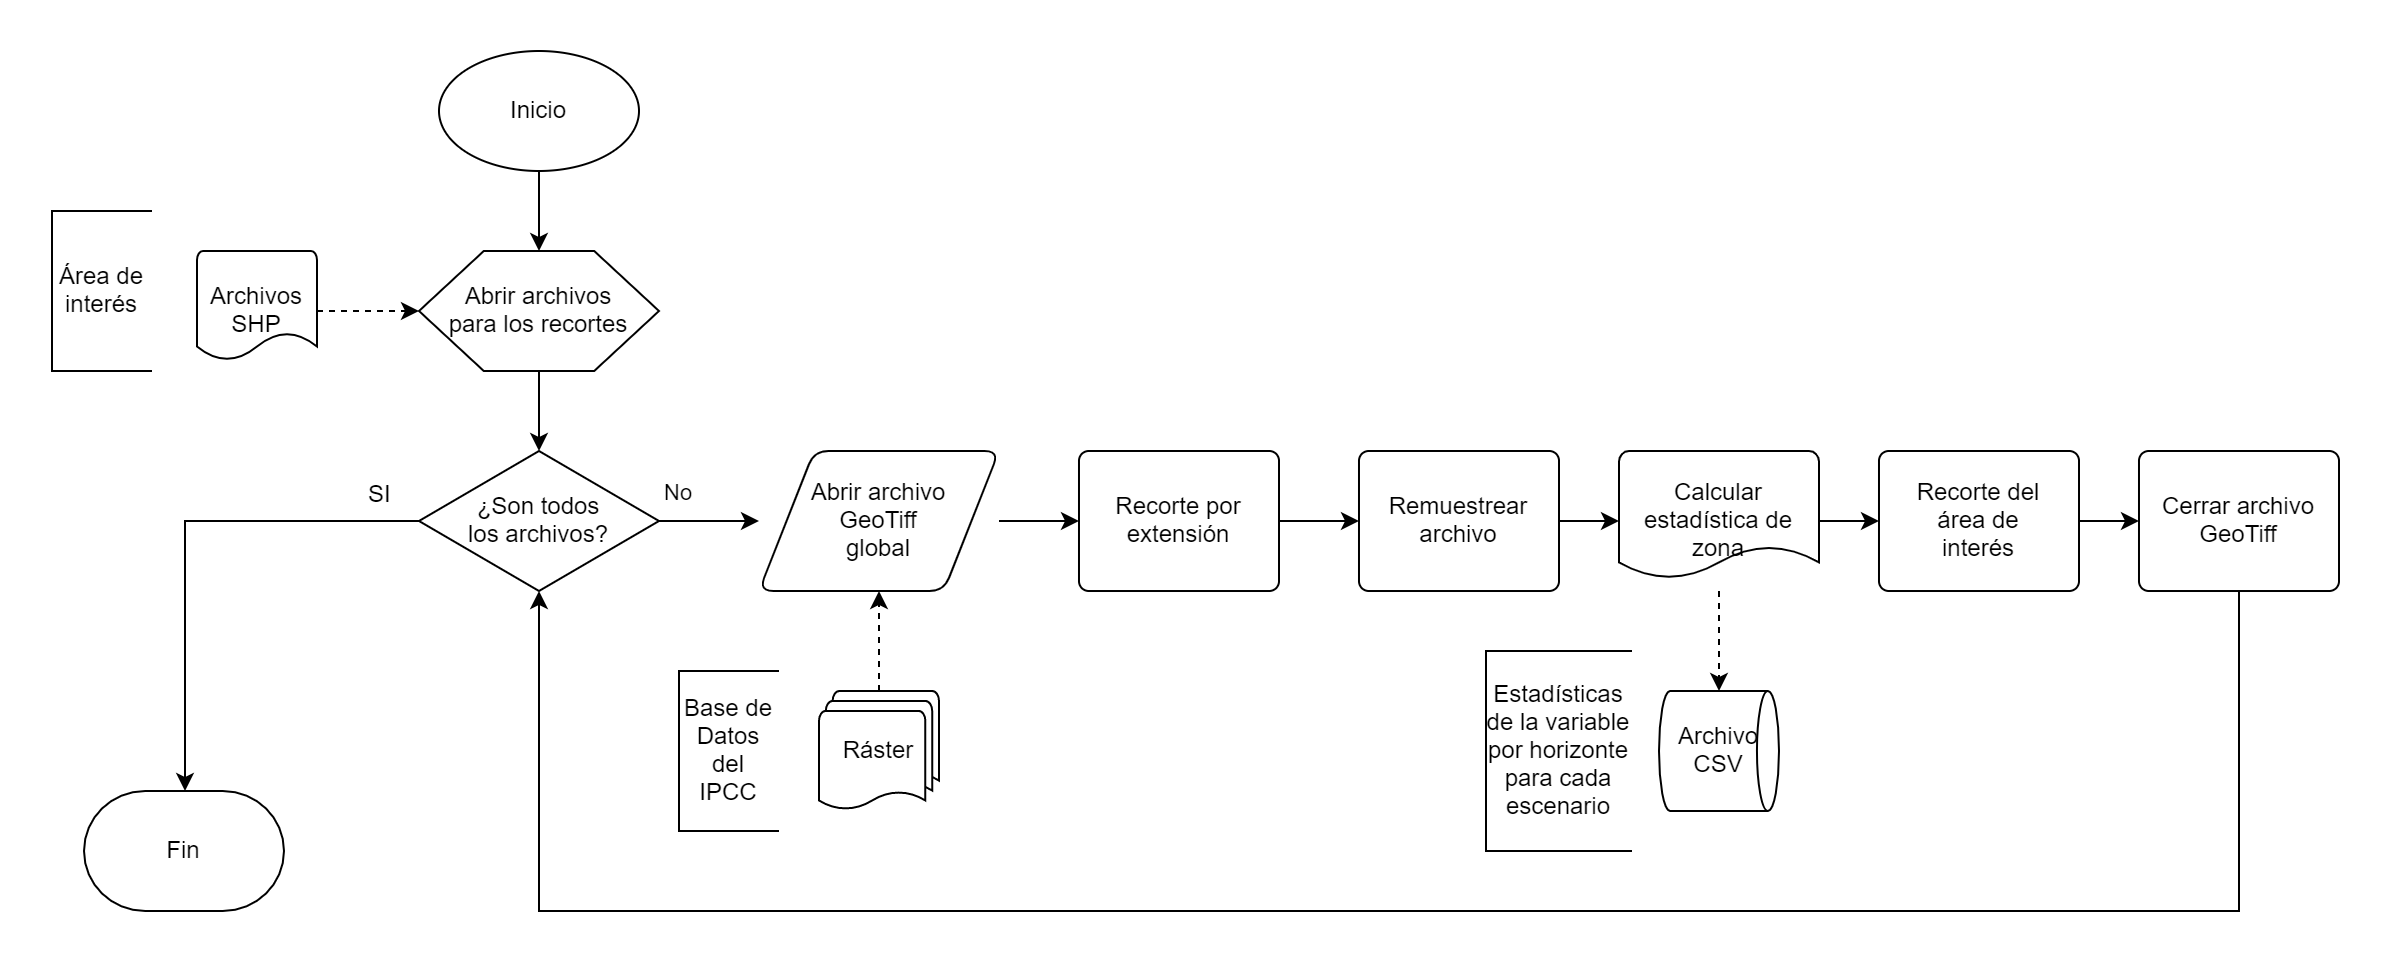 Inicio
Área de
interés
Archivos
SHP
Abrir archivos
para los recortes
SI
¿Son todos
los archivos?
No
Abrir archivo
GeoTiff
global
Recorte por
extensión
Remuestrear
archivo
Calcular
estadística de
zona
Recorte del
área de
interés
Cerrar archivo
GeoTiff
Base de
Datos
del
IPCC
Ráster
Estadísticas
de la variable
por horizonte
para cada
escenario
Archivo
CSV
Fin